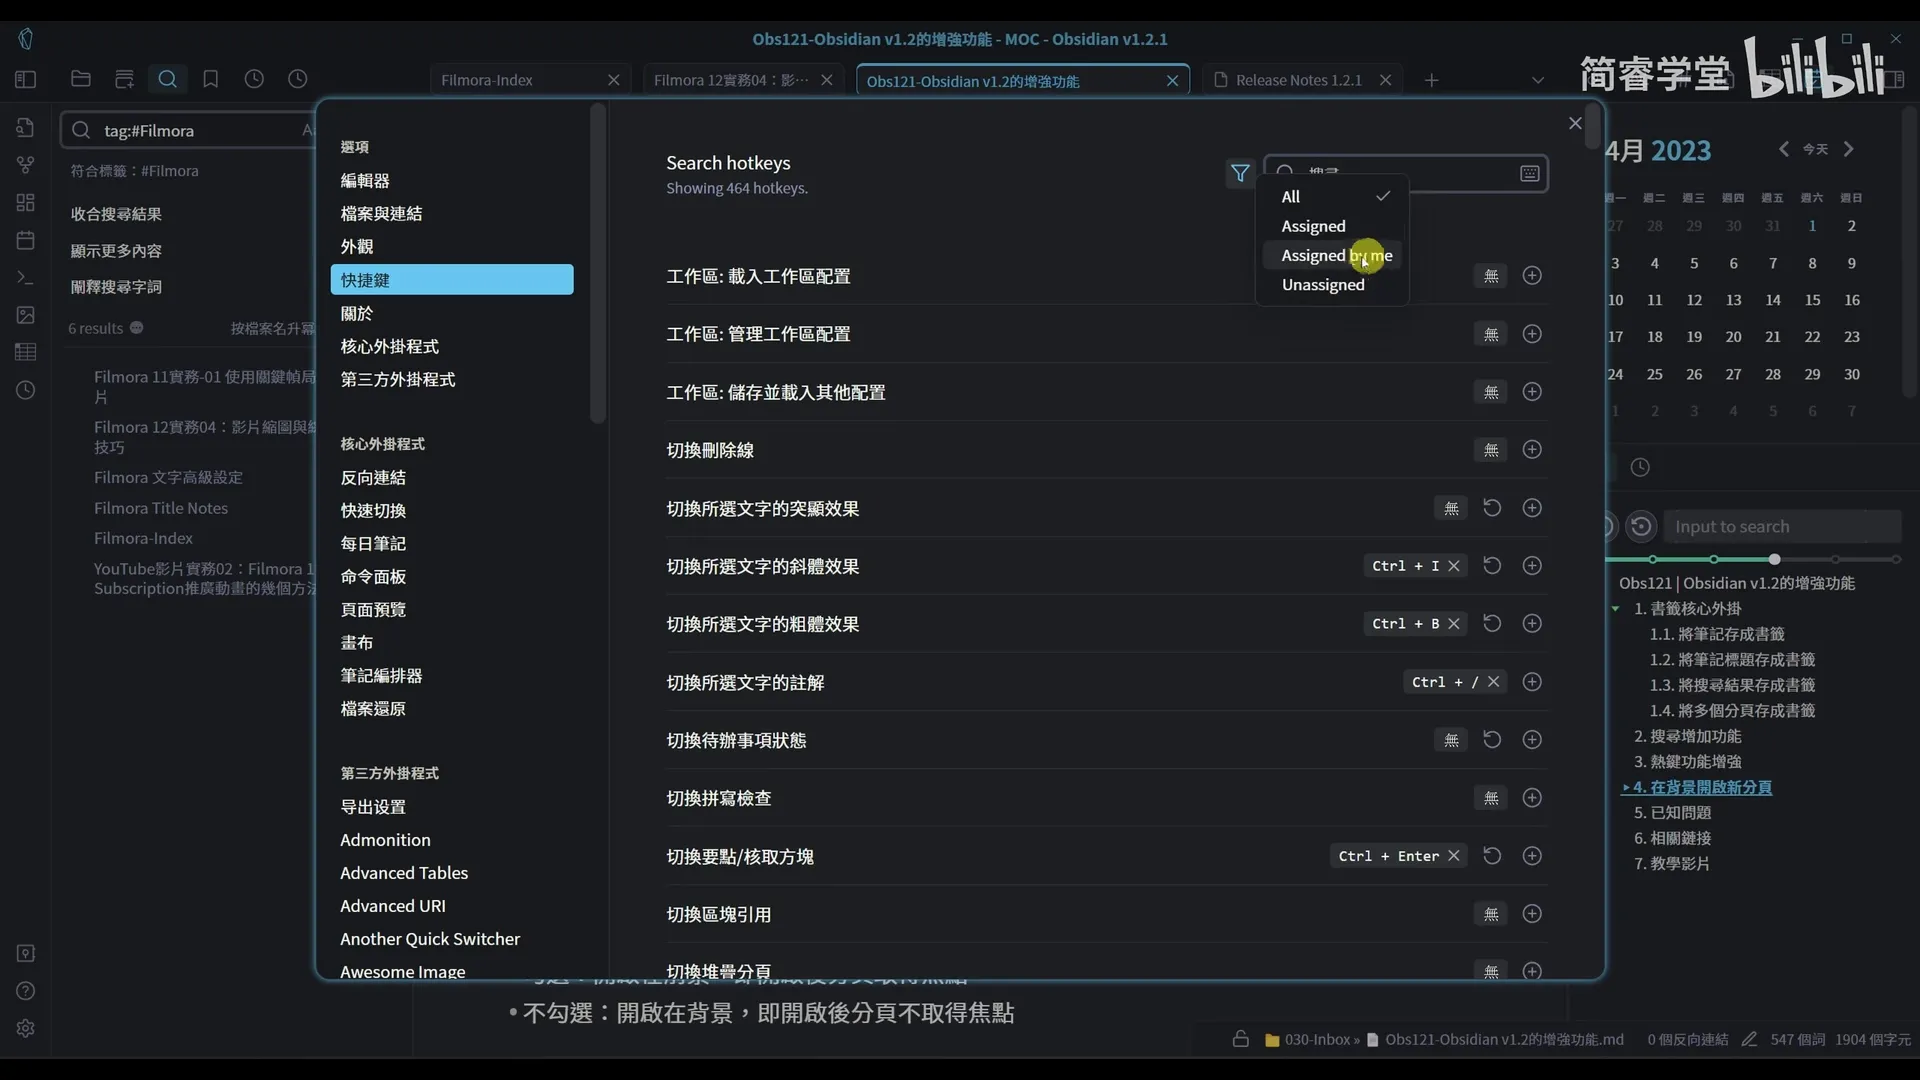 Obs121-Obsidian v1.2的增強功能 - MOC - Obsidian v1.2.1
简睿学堂 bilibili
Filmora-Index
Filmora 12實務04：影…
Obs121-Obsidian v1.2的增強功能
Release Notes 1.2.1
tag:#Filmora
符合標籤：#Filmora
收合搜尋結果
顯示更多內容
闡釋搜尋字詞
6 results
按檔案名升冪
Filmora 11實務-01 使用關鍵幀局
片
Filmora 12實務04：影片縮圖與
技巧
Filmora 文字高級設定
Filmora Title Notes
Filmora-Index
YouTube影片實務02：Filmora 1
Subscription推廣動畫的幾個方法
選項
編輯器
檔案與連結
外觀
快捷鍵
關於
核心外掛程式
第三方外掛程式
核心外掛程式
反向連結
快速切換
每日筆記
命令面板
頁面預覽
畫布
筆記編排器
檔案還原
第三方外掛程式
导出设置
Admonition
Advanced Tables
Advanced URI
Another Quick Switcher
Awesome Image
Search hotkeys
Showing 464 hotkeys.
All
Assigned
Assigned by me
Unassigned
工作區: 載入工作區配置
無
工作區: 管理工作區配置
無
工作區: 儲存並載入其他配置
無
切換刪除線
無
切換所選文字的突顯效果
無
切換所選文字的斜體效果
Ctrl + I
切換所選文字的粗體效果
Ctrl + B
切換所選文字的註解
Ctrl + /
切換待辦事項狀態
無
切換拼寫檢查
無
切換要點/核取方塊
Ctrl + Enter
切換區塊引用
無
切換堆疊分頁
無
• 不勾選：開啟在背景，即開啟後分頁不取得焦點
4月 2023
今天
週一 週二 週三 週四 週五 週六 週日
27 28 29 30 31 1 2
3 4 5 6 7 8 9
10 11 12 13 14 15 16
17 18 19 20 21 22 23
24 25 26 27 28 29 30
1 2 3 4 5 6 7
Input to search
Obs121 | Obsidian v1.2的增強功能
1. 書籤核心外掛
1.1. 將筆記存成書籤
1.2. 將筆記標題存成書籤
1.3. 將搜尋結果存成書籤
1.4. 將多個分頁存成書籤
2. 搜尋增加功能
3. 熱鍵功能增強
4. 在背景開啟新分頁
5. 已知問題
6. 相關鏈接
7. 教學影片
030-Inbox » Obs121-Obsidian v1.2的增強功能.md
0 個反向連結
547 個詞
1904 個字元